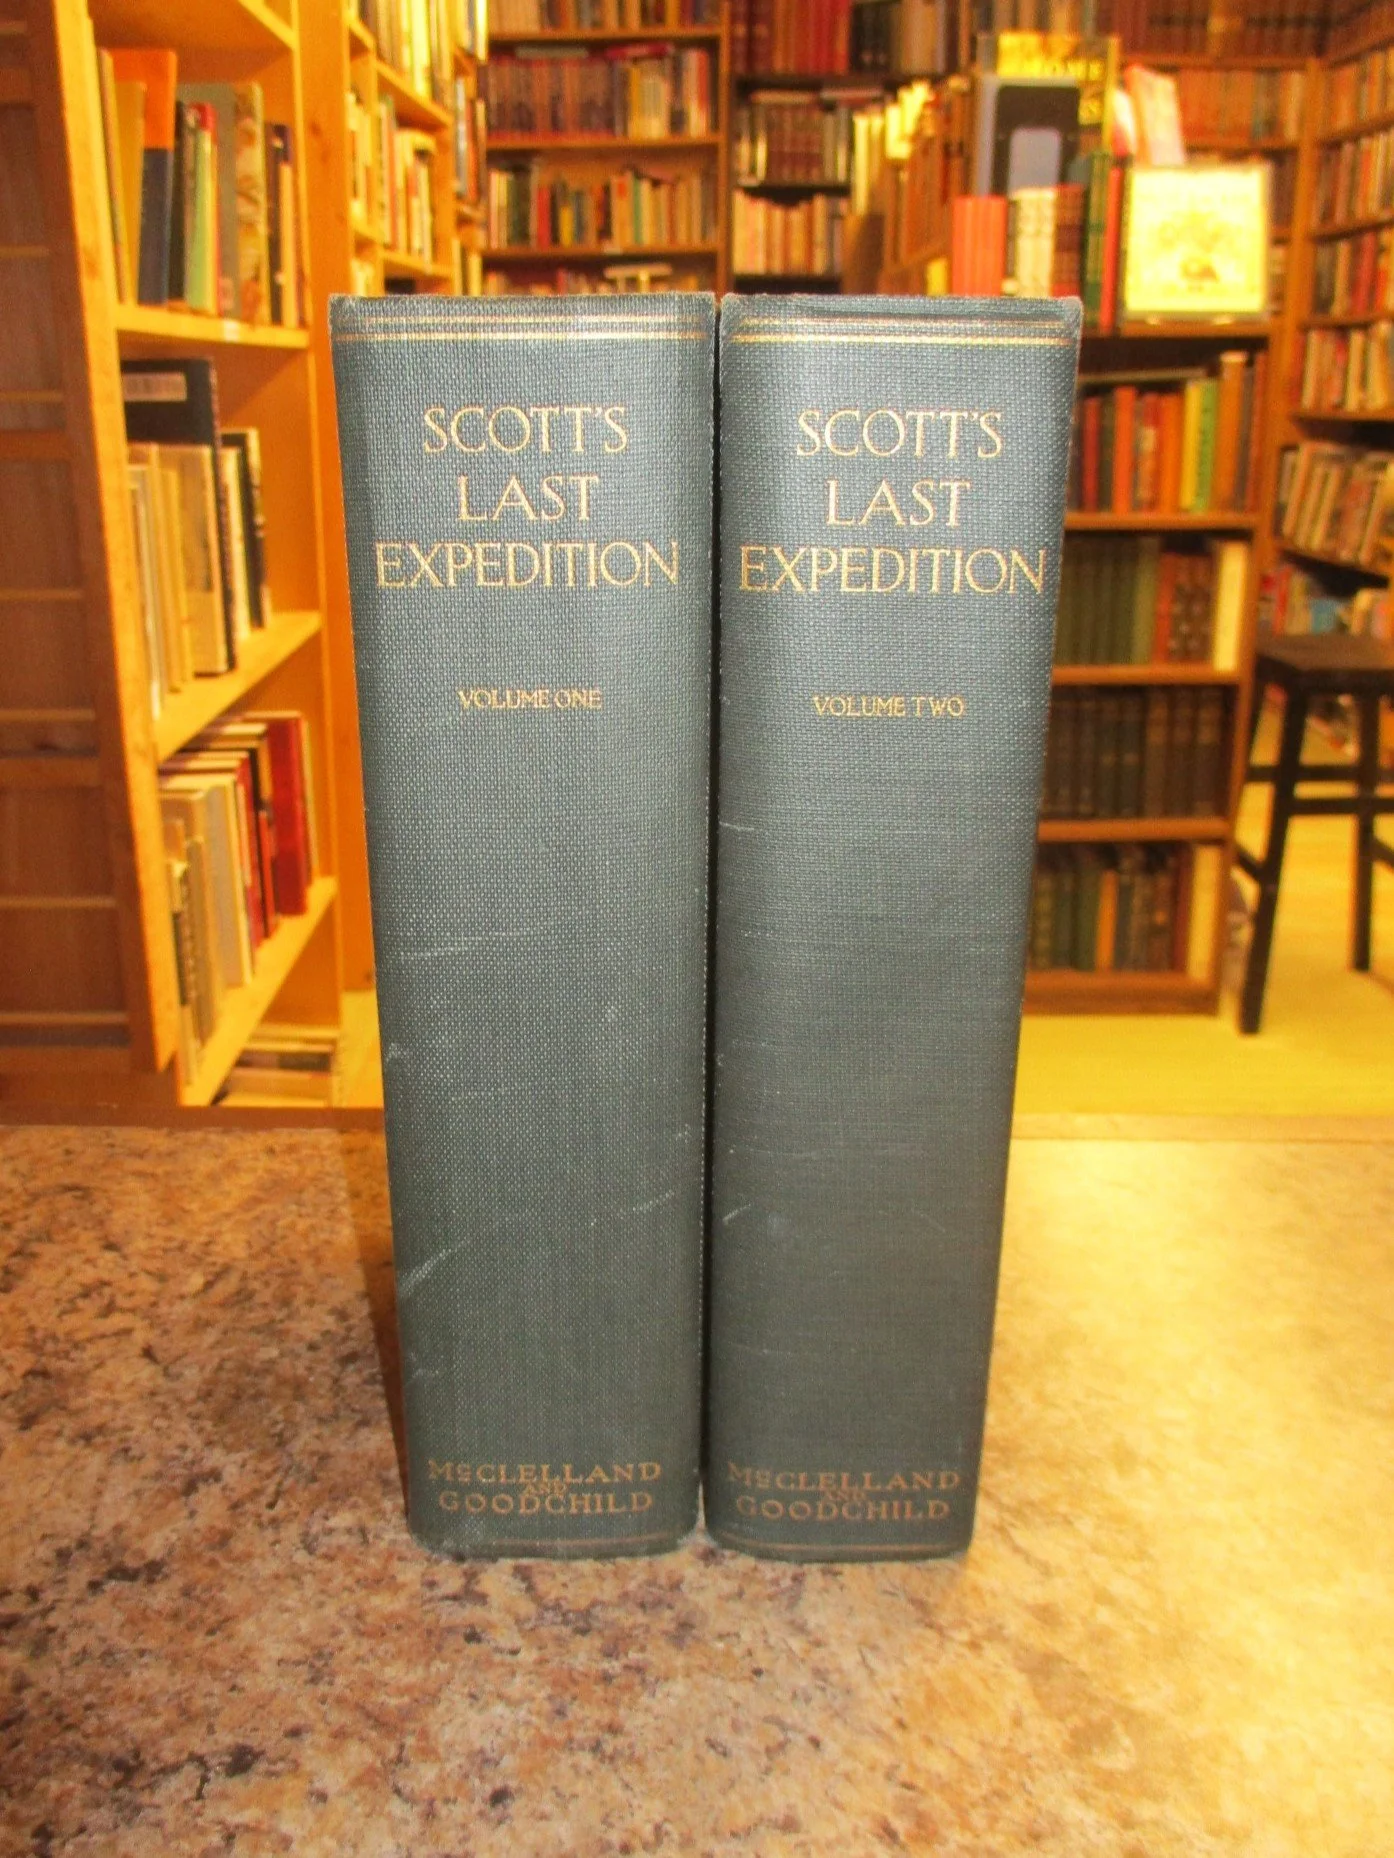 SCOTT'S
LAST
EXPEDITION
VOLUME ONE
McCLELLAND
AND
GOODCHILD
SCOTT'S
LAST
EXPEDITION
VOLUME TWO
McCLELLAND
AND
GOODCHILD